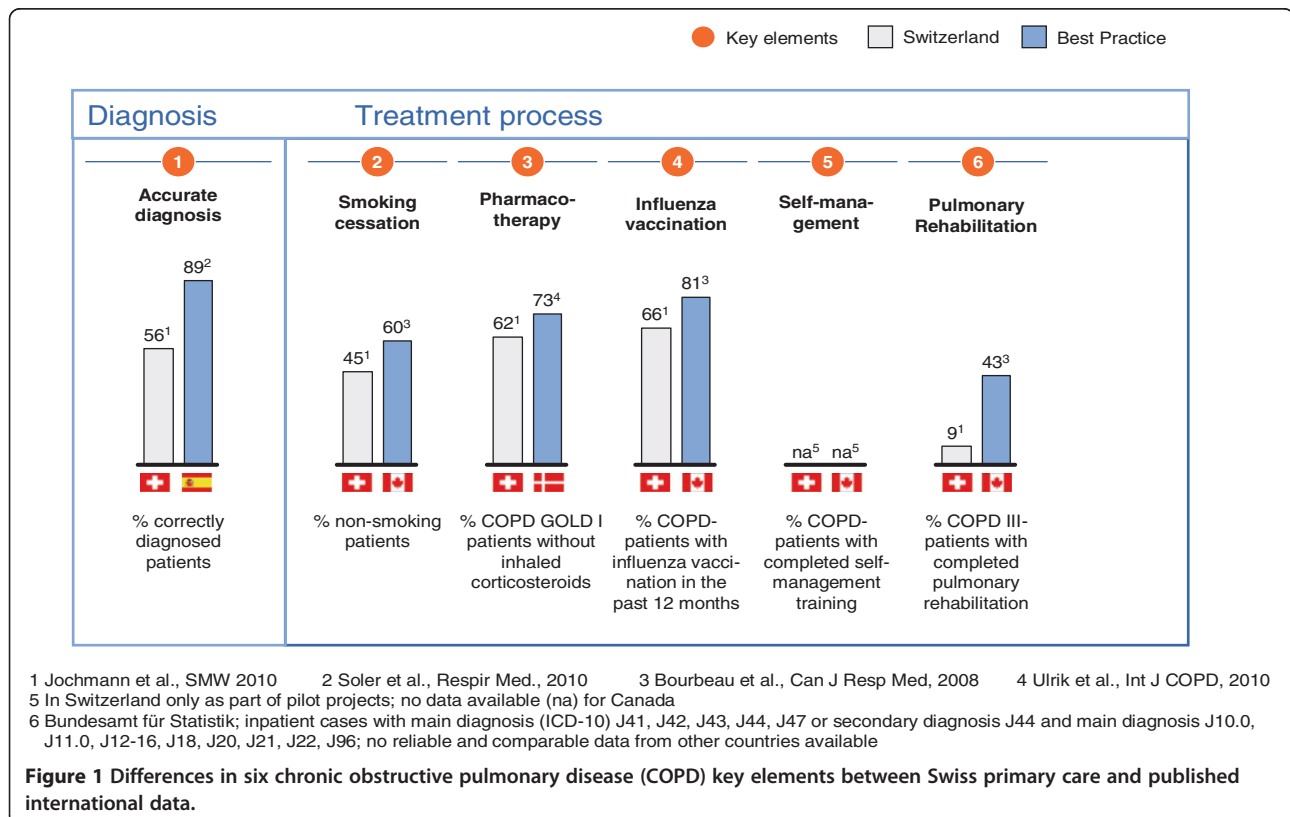 Key elements Switzerland Best Practice
Diagnosis Treatment process
1 2 3 4 5 6
Accurate
diagnosis
Smoking
cessation
Pharmaco-
therapy
Influenza
vaccination
Self-mana-
gement
Pulmonary
Rehabilitation
56¹ 89²
45¹ 60³
62¹ 73⁴
66¹ 81³
na⁵ na⁵
9¹ 43³
% correctly
diagnosed
patients
% non-smoking
patients
% COPD GOLD I
patients without
inhaled
corticosteroids
% COPD-
patients with
influenza vacci-
nation in the
past 12 months
% COPD-
patients with
completed self-
management
training
% COPD III-
patients with
completed
pulmonary
rehabilitation
1 Jochmann et al., SMW 2010 2 Soler et al., Respir Med., 2010 3 Bourbeau et al., Can J Resp Med, 2008 4 Ulrik et al., Int J COPD, 2010
5 In Switzerland only as part of pilot projects; no data available (na) for Canada
6 Bundesamt für Statistik; inpatient cases with main diagnosis (ICD-10) J41, J42, J43, J44, J47 or secondary diagnosis J44 and main diagnosis J10.0,
J11.0, J12-16, J18, J20, J21, J22, J96; no reliable and comparable data from other countries available
Figure 1 Differences in six chronic obstructive pulmonary disease (COPD) key elements between Swiss primary care and published
international data.